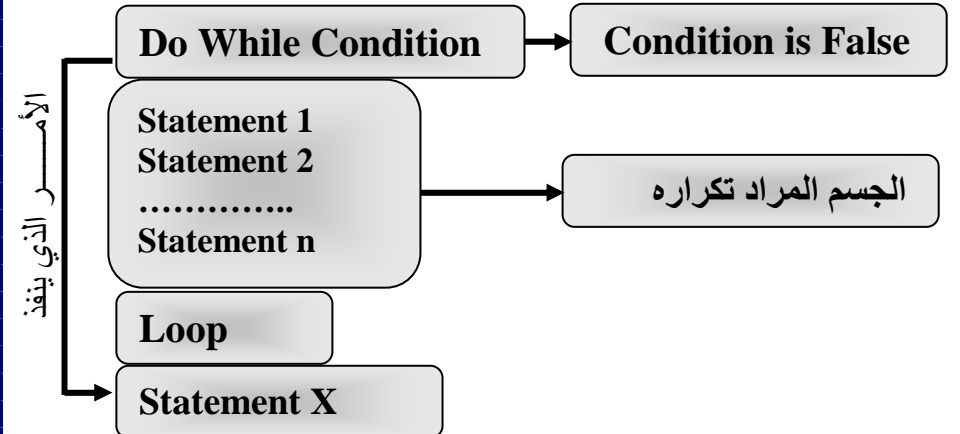 Do While Condition
Condition is False
Statement 1
Statement 2
…………..
Statement n
الجسم المراد تكراره
Loop
Statement X
الأمـــــر الذي ينفذ